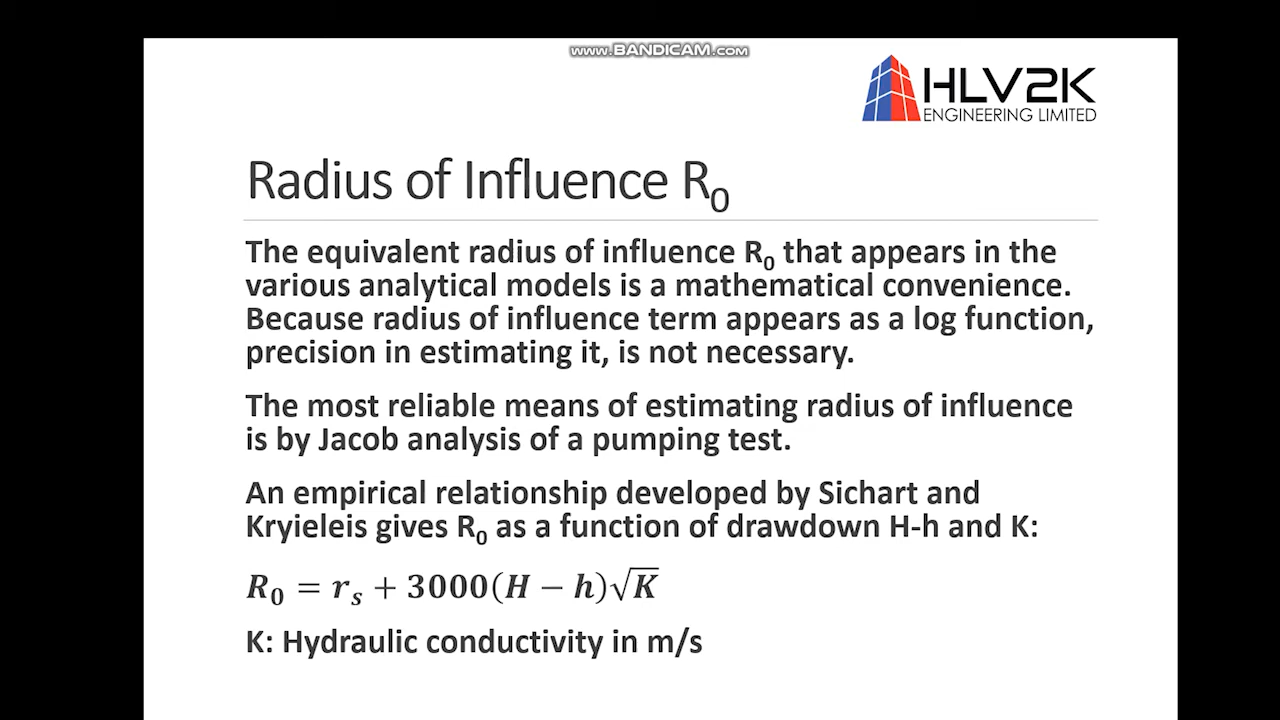 www.BANDICAM.com
HLV2K
ENGINEERING LIMITED
Radius of Influence R₀
The equivalent radius of influence R₀ that appears in the
various analytical models is a mathematical convenience.
Because radius of influence term appears as a log function,
precision in estimating it, is not necessary.
The most reliable means of estimating radius of influence
is by Jacob analysis of a pumping test.
An empirical relationship developed by Sichart and
Kryieleis gives R₀ as a function of drawdown H-h and K:
R₀ = rₛ + 3000(H − h)√K
K: Hydraulic conductivity in m/s